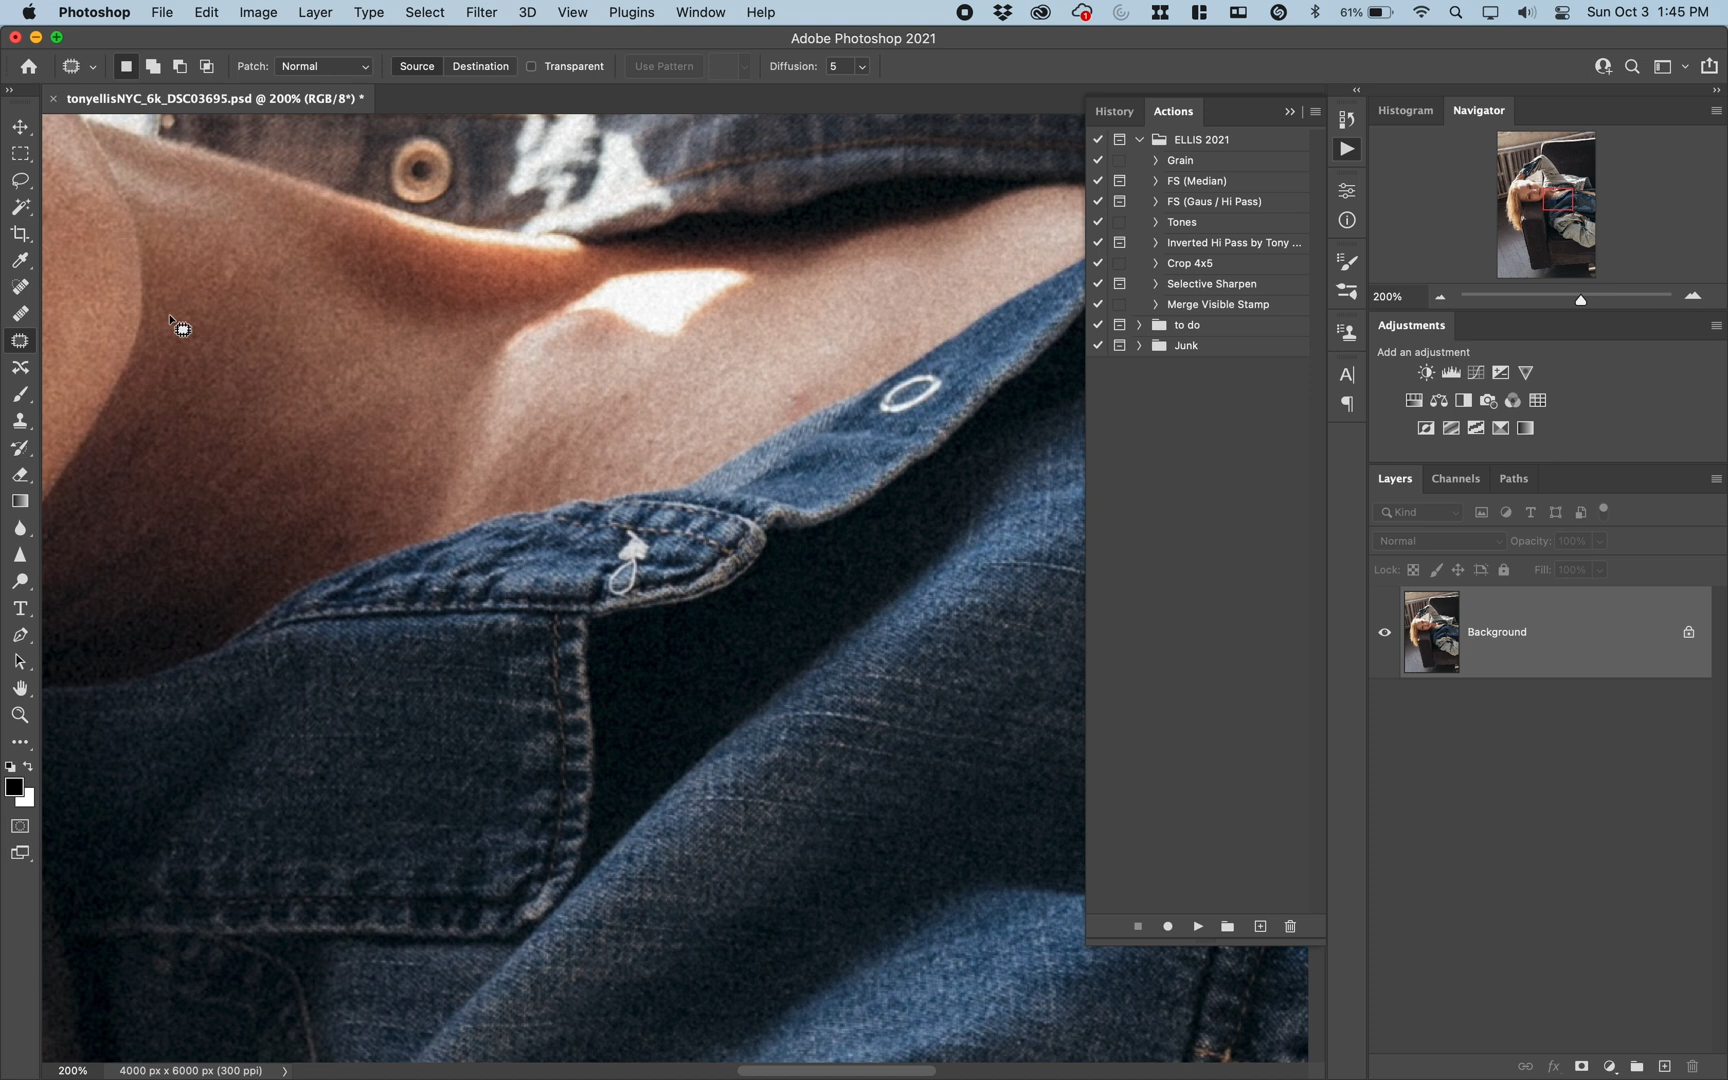 Photoshop File Edit Image Layer Type Select Filter 3D View Plugins Window Help 1 61% Sun Oct 3 1:45 PM
Adobe Photoshop 2021
Patch: Normal Source Destination Transparent Use Pattern Diffusion: 5
tonyellisNYC_6k_DSC03695.psd @ 200% (RGB/8*) *
History Actions
ELLIS 2021
Grain
FS (Median)
FS (Gaus / Hi Pass)
Tones
Inverted Hi Pass by Tony ...
Crop 4x5
Selective Sharpen
Merge Visible Stamp
to do
Junk
Histogram Navigator
200%
Adjustments
Add an adjustment
Layers Channels Paths
Kind
Normal Opacity: 100%
Lock: Fill: 100%
Background
200% 4000 px x 6000 px (300 ppi)